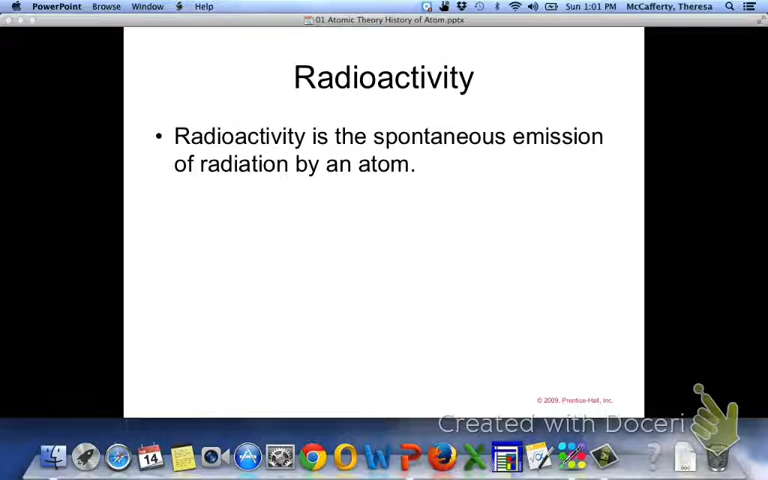 PowerPoint Browse Window Help Sun 1:01 PM McCafferty, Theresa
01 Atomic Theory History of Atom.pptx
Radioactivity
• Radioactivity is the spontaneous emission
of radiation by an atom.
© 2009, Prentice-Hall, Inc.
Created with Doceri
14
DOC